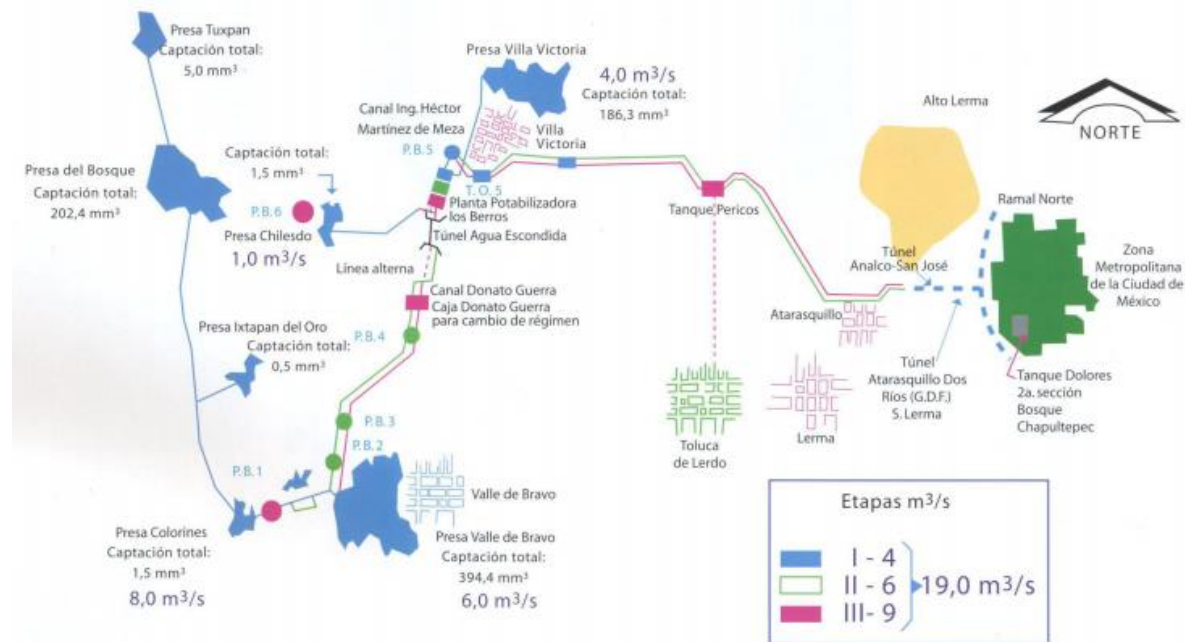 Presa Tuxpan
Captación total:
5,0 mm³
Presa Villa Victoria
4,0 m³/s
Captación total:
186,3 mm³
Canal Ing. Héctor
Martínez de Meza
P.B.5
Villa
Victoria
Alto Lerma
NORTE
Presa del Bosque
Captación total:
202,4 mm³
Captación total:
1,5 mm³
P.B.6
Presa Chilesdo
1,0 m³/s
T.O.5
Planta Potabilizadora
los Berros
Túnel Agua Escondida
Línea alterna
Tanque Pericos
Ramal Norte
Túnel
Analco-San José
Zona
Metropolitana
de la Ciudad de
México
Canal Donato Guerra
Caja Donato Guerra
para cambio de régimen
P.B.4
Presa Ixtapan del Oro
Captación total:
0,5 mm³
Atarasquillo
Túnel
Atarasquillo Dos
Ríos (G.D.F.)
S. Lerma
Tanque Dolores
2a. sección
Bosque
Chapultepec
P.B.3
P.B.2
P.B.1
Toluca
de Lerdo
Lerma
Valle de Bravo
Presa Colorines
Captación total:
1,5 mm³
8,0 m³/s
Presa Valle de Bravo
Captación total:
394,4 mm³
6,0 m³/s
Etapas m³/s
I - 4
II - 6
III- 9
19,0 m³/s